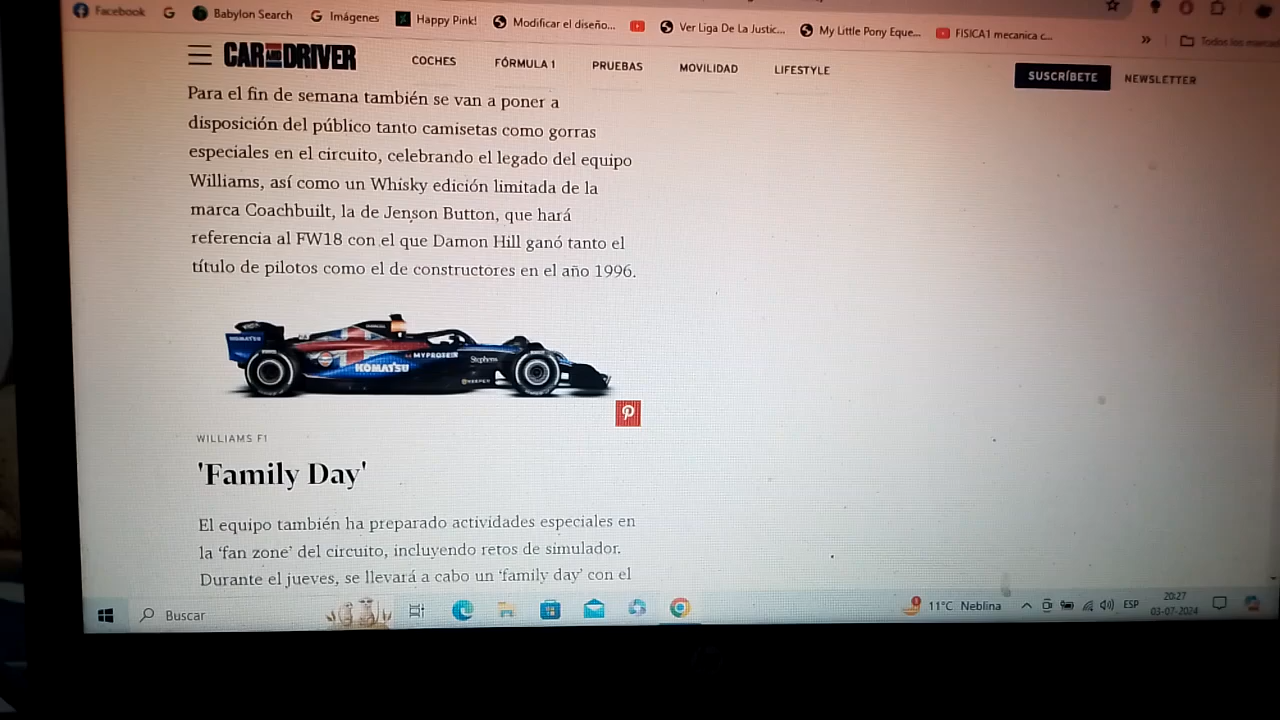 Facebook
Babylon Search
Imágenes
Happy Pink!
Modificar el diseño...
Ver Liga De La Justic...
My Little Pony Eque...
FISICA1 mecanica c...
»
CAR AND DRIVER
COCHES
FÓRMULA 1
PRUEBAS
MOVILIDAD
LIFESTYLE
SUSCRÍBETE
NEWSLETTER
Para el fin de semana también se van a poner a
disposición del público tanto camisetas como gorras
especiales en el circuito, celebrando el legado del equipo
Williams, así como un Whisky edición limitada de la
marca Coachbuilt, la de Jenson Button, que hará
referencia al FW18 con el que Damon Hill ganó tanto el
título de pilotos como el de constructores en el año 1996.
KOMATSU
MYPROTEIN
Stephens
KOMATSU
WILLIAMS F1
'Family Day'
El equipo también ha preparado actividades especiales en
la ‘fan zone’ del circuito, incluyendo retos de simulador.
Durante el jueves, se llevará a cabo un ‘family day’ con el
Buscar
11°C Neblina
ESP
20:27
03-07-2024